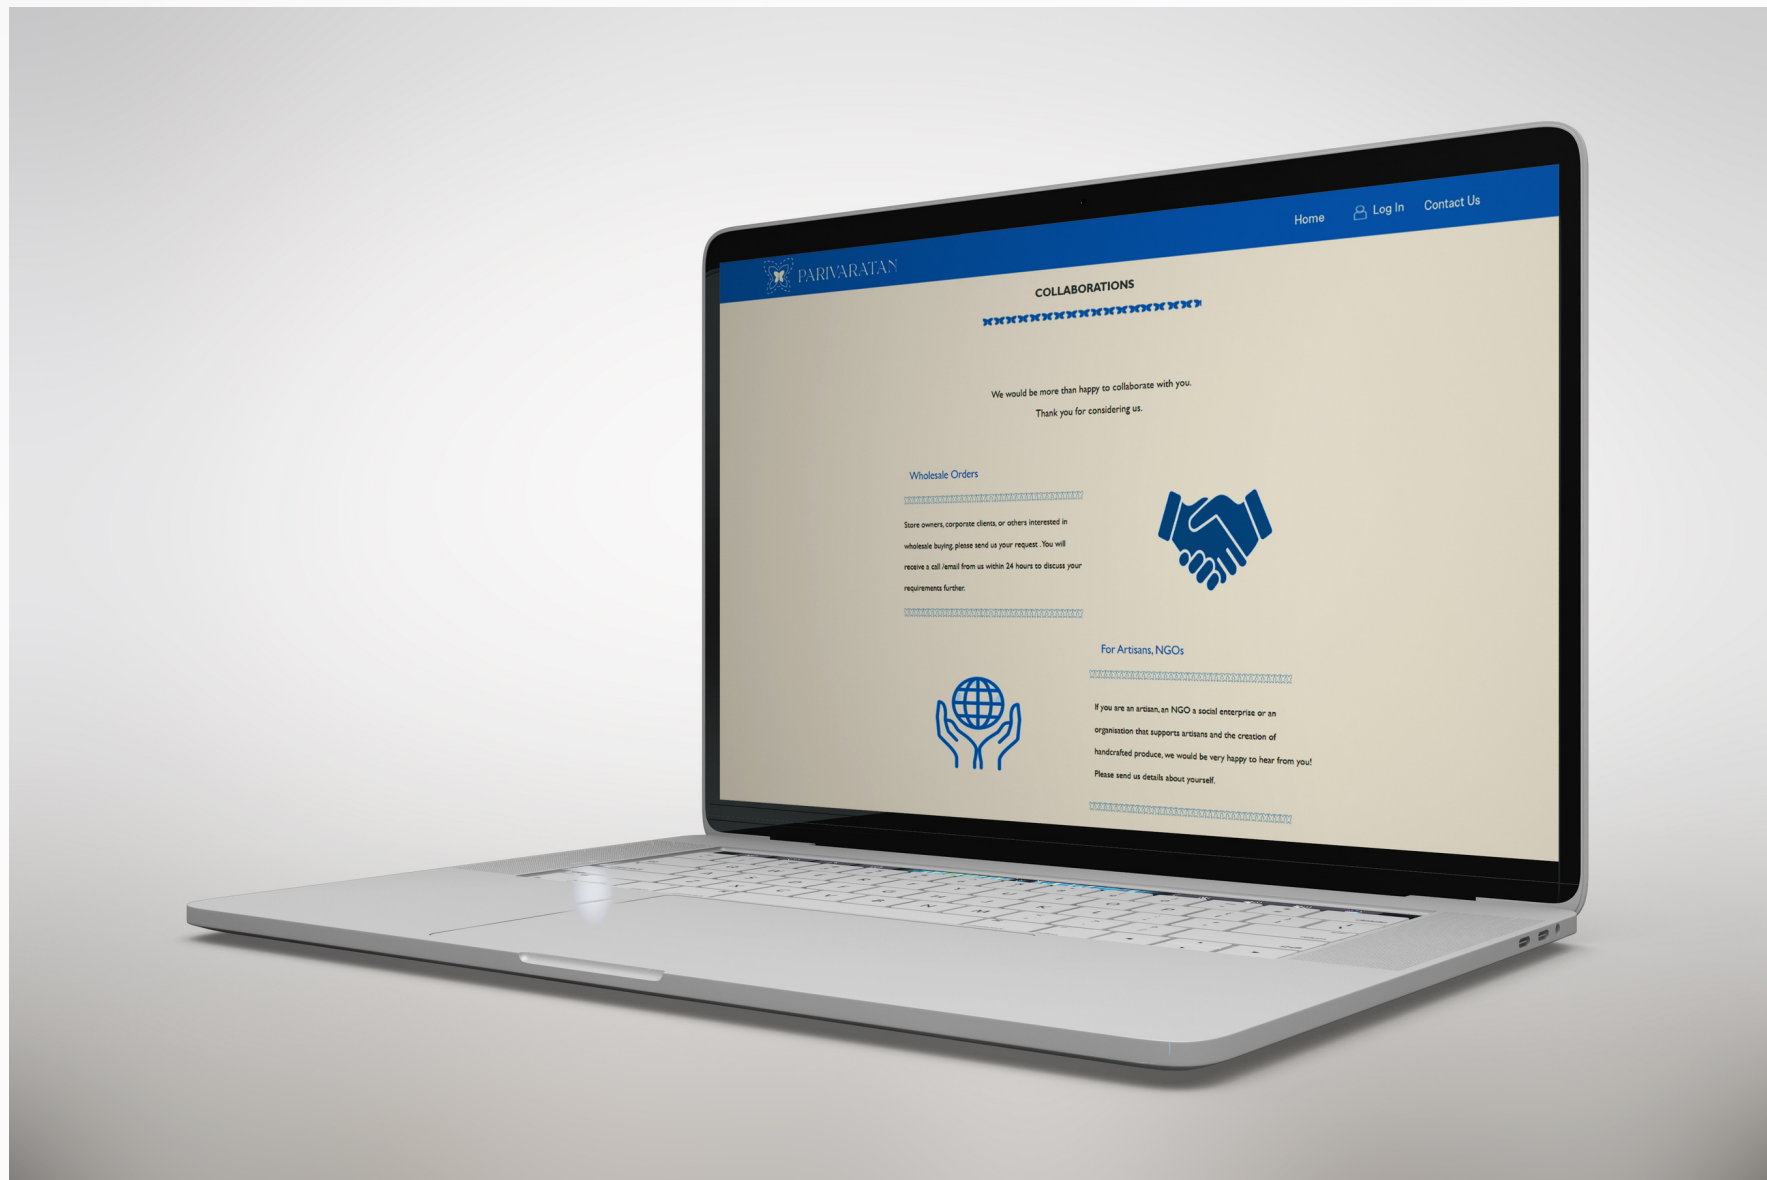 Home
Log In
Contact Us
PARIVARATAN
COLLABORATIONS
We would be more than happy to collaborate with you.
Thank you for considering us.
Wholesale Orders
Store owners, corporate clients, or others interested in
wholesale buying, please send us your request . You will
receive a call /email from us within 24 hours to discuss your
requirements further.
For Artisans, NGOs
If you are an artisan, an NGO a social enterprise or an
organisation that supports artisans and the creation of
handcrafted produce, we would be very happy to hear from you!
Please send us details about yourself.